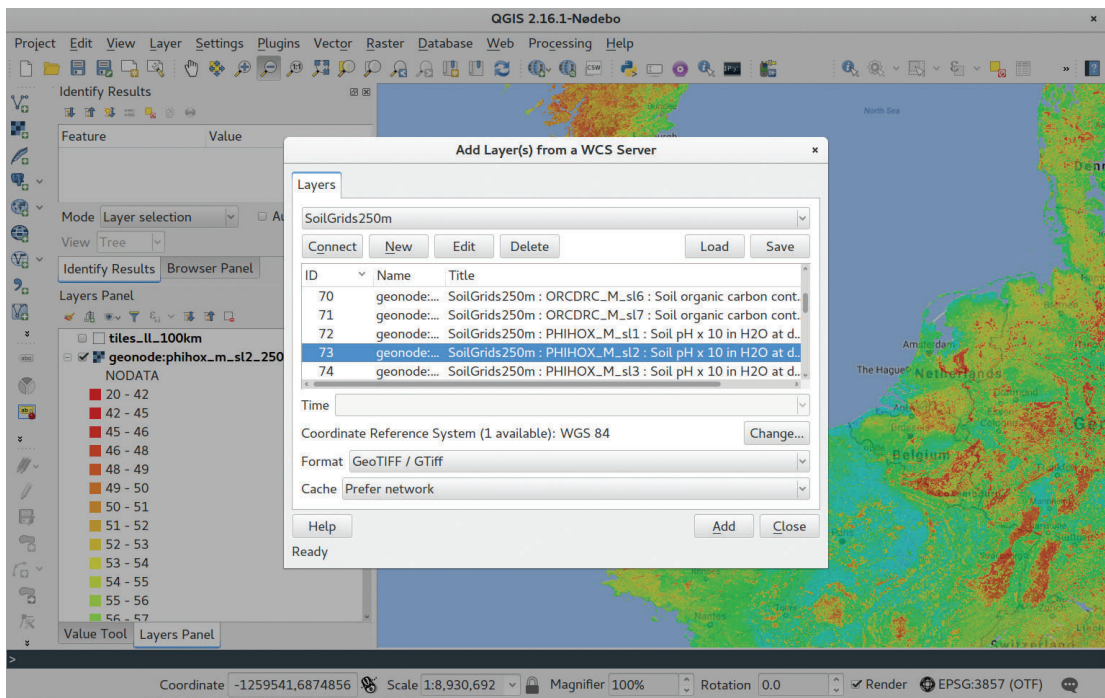 QGIS 2.16.1-Nødebo
Project Edit View Layer Settings Plugins Vector Raster Database Web Processing Help
CSW
Identify Results
Feature Value
Mode Layer selection
View Tree
Identify Results Browser Panel
Layers Panel
tiles_ll_100km
geonode:phihox_m_sl2_250
NODATA
20 - 42
42 - 45
45 - 46
46 - 48
48 - 49
49 - 50
50 - 51
51 - 52
52 - 53
53 - 54
54 - 55
55 - 56
56 - 57
Value Tool Layers Panel
Add Layer(s) from a WCS Server
Layers
SoilGrids250m
Connect New Edit Delete Load Save
ID Name Title
70 geonode:... SoilGrids250m : ORCDRC_M_sl6 : Soil organic carbon cont.
71 geonode:... SoilGrids250m : ORCDRC_M_sl7 : Soil organic carbon cont.
72 geonode:... SoilGrids250m : PHIHOX_M_sl1 : Soil pH x 10 in H2O at d..
73 geonode:... SoilGrids250m : PHIHOX_M_sl2 : Soil pH x 10 in H2O at d..
74 geonode:... SoilGrids250m : PHIHOX_M_sl3 : Soil pH x 10 in H2O at d..
Time
Coordinate Reference System (1 available): WGS 84 Change...
Format GeoTIFF / GTiff
Cache Prefer network
Help Add Close
Ready
North Sea
Amsterdam
The Hague
Netherlands
Belgium
Paris
Nantes
Tours
Switzerland
>
Coordinate -1259541,6874856 Scale 1:8,930,692 Magnifier 100% Rotation 0.0 Render EPSG:3857 (OTF)